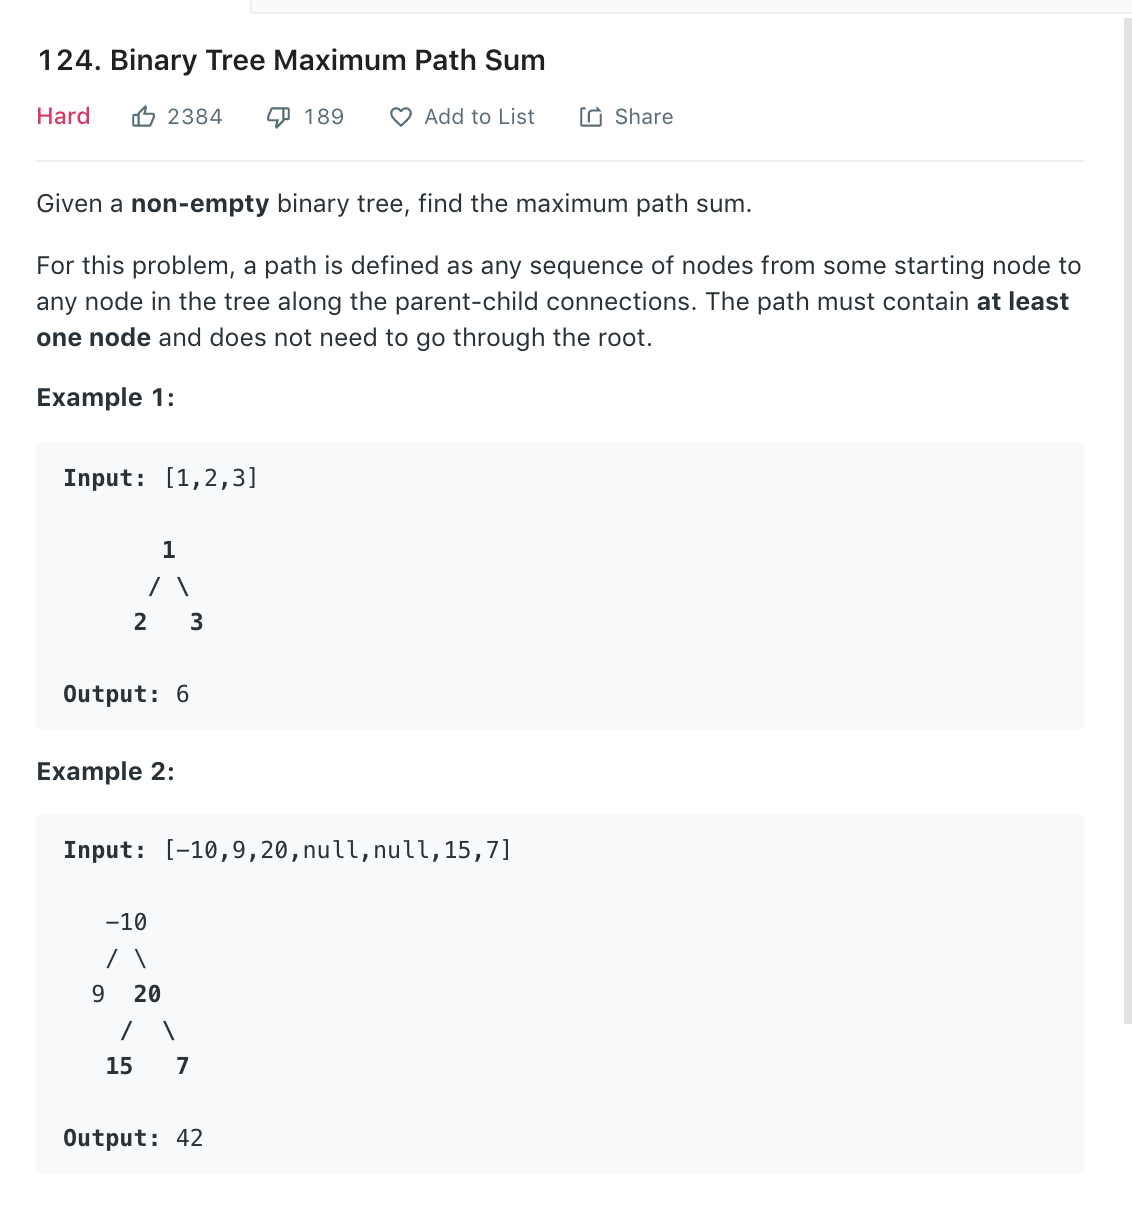 124. Binary Tree Maximum Path Sum
Hard 2384 189 Add to List Share
Given a non-empty binary tree, find the maximum path sum.
For this problem, a path is defined as any sequence of nodes from some starting node to
any node in the tree along the parent-child connections. The path must contain at least
one node and does not need to go through the root.
Example 1:
Input: [1,2,3]
1
/ \
2 3
Output: 6
Example 2:
Input: [-10,9,20,null,null,15,7]
-10
/ \
9 20
/ \
15 7
Output: 42